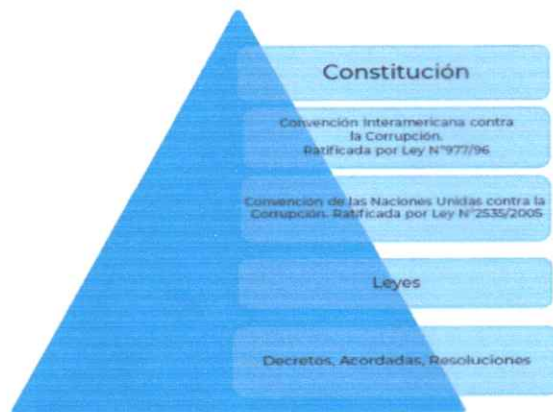 Constitución
Convención Interamericana contra
la Corrupción.
Ratificada por Ley N°977/96
Convención de las Naciones Unidas contra la
Corrupción. Ratificada por Ley N°2535/2005
Leyes
Decretos, Acordadas, Resoluciones